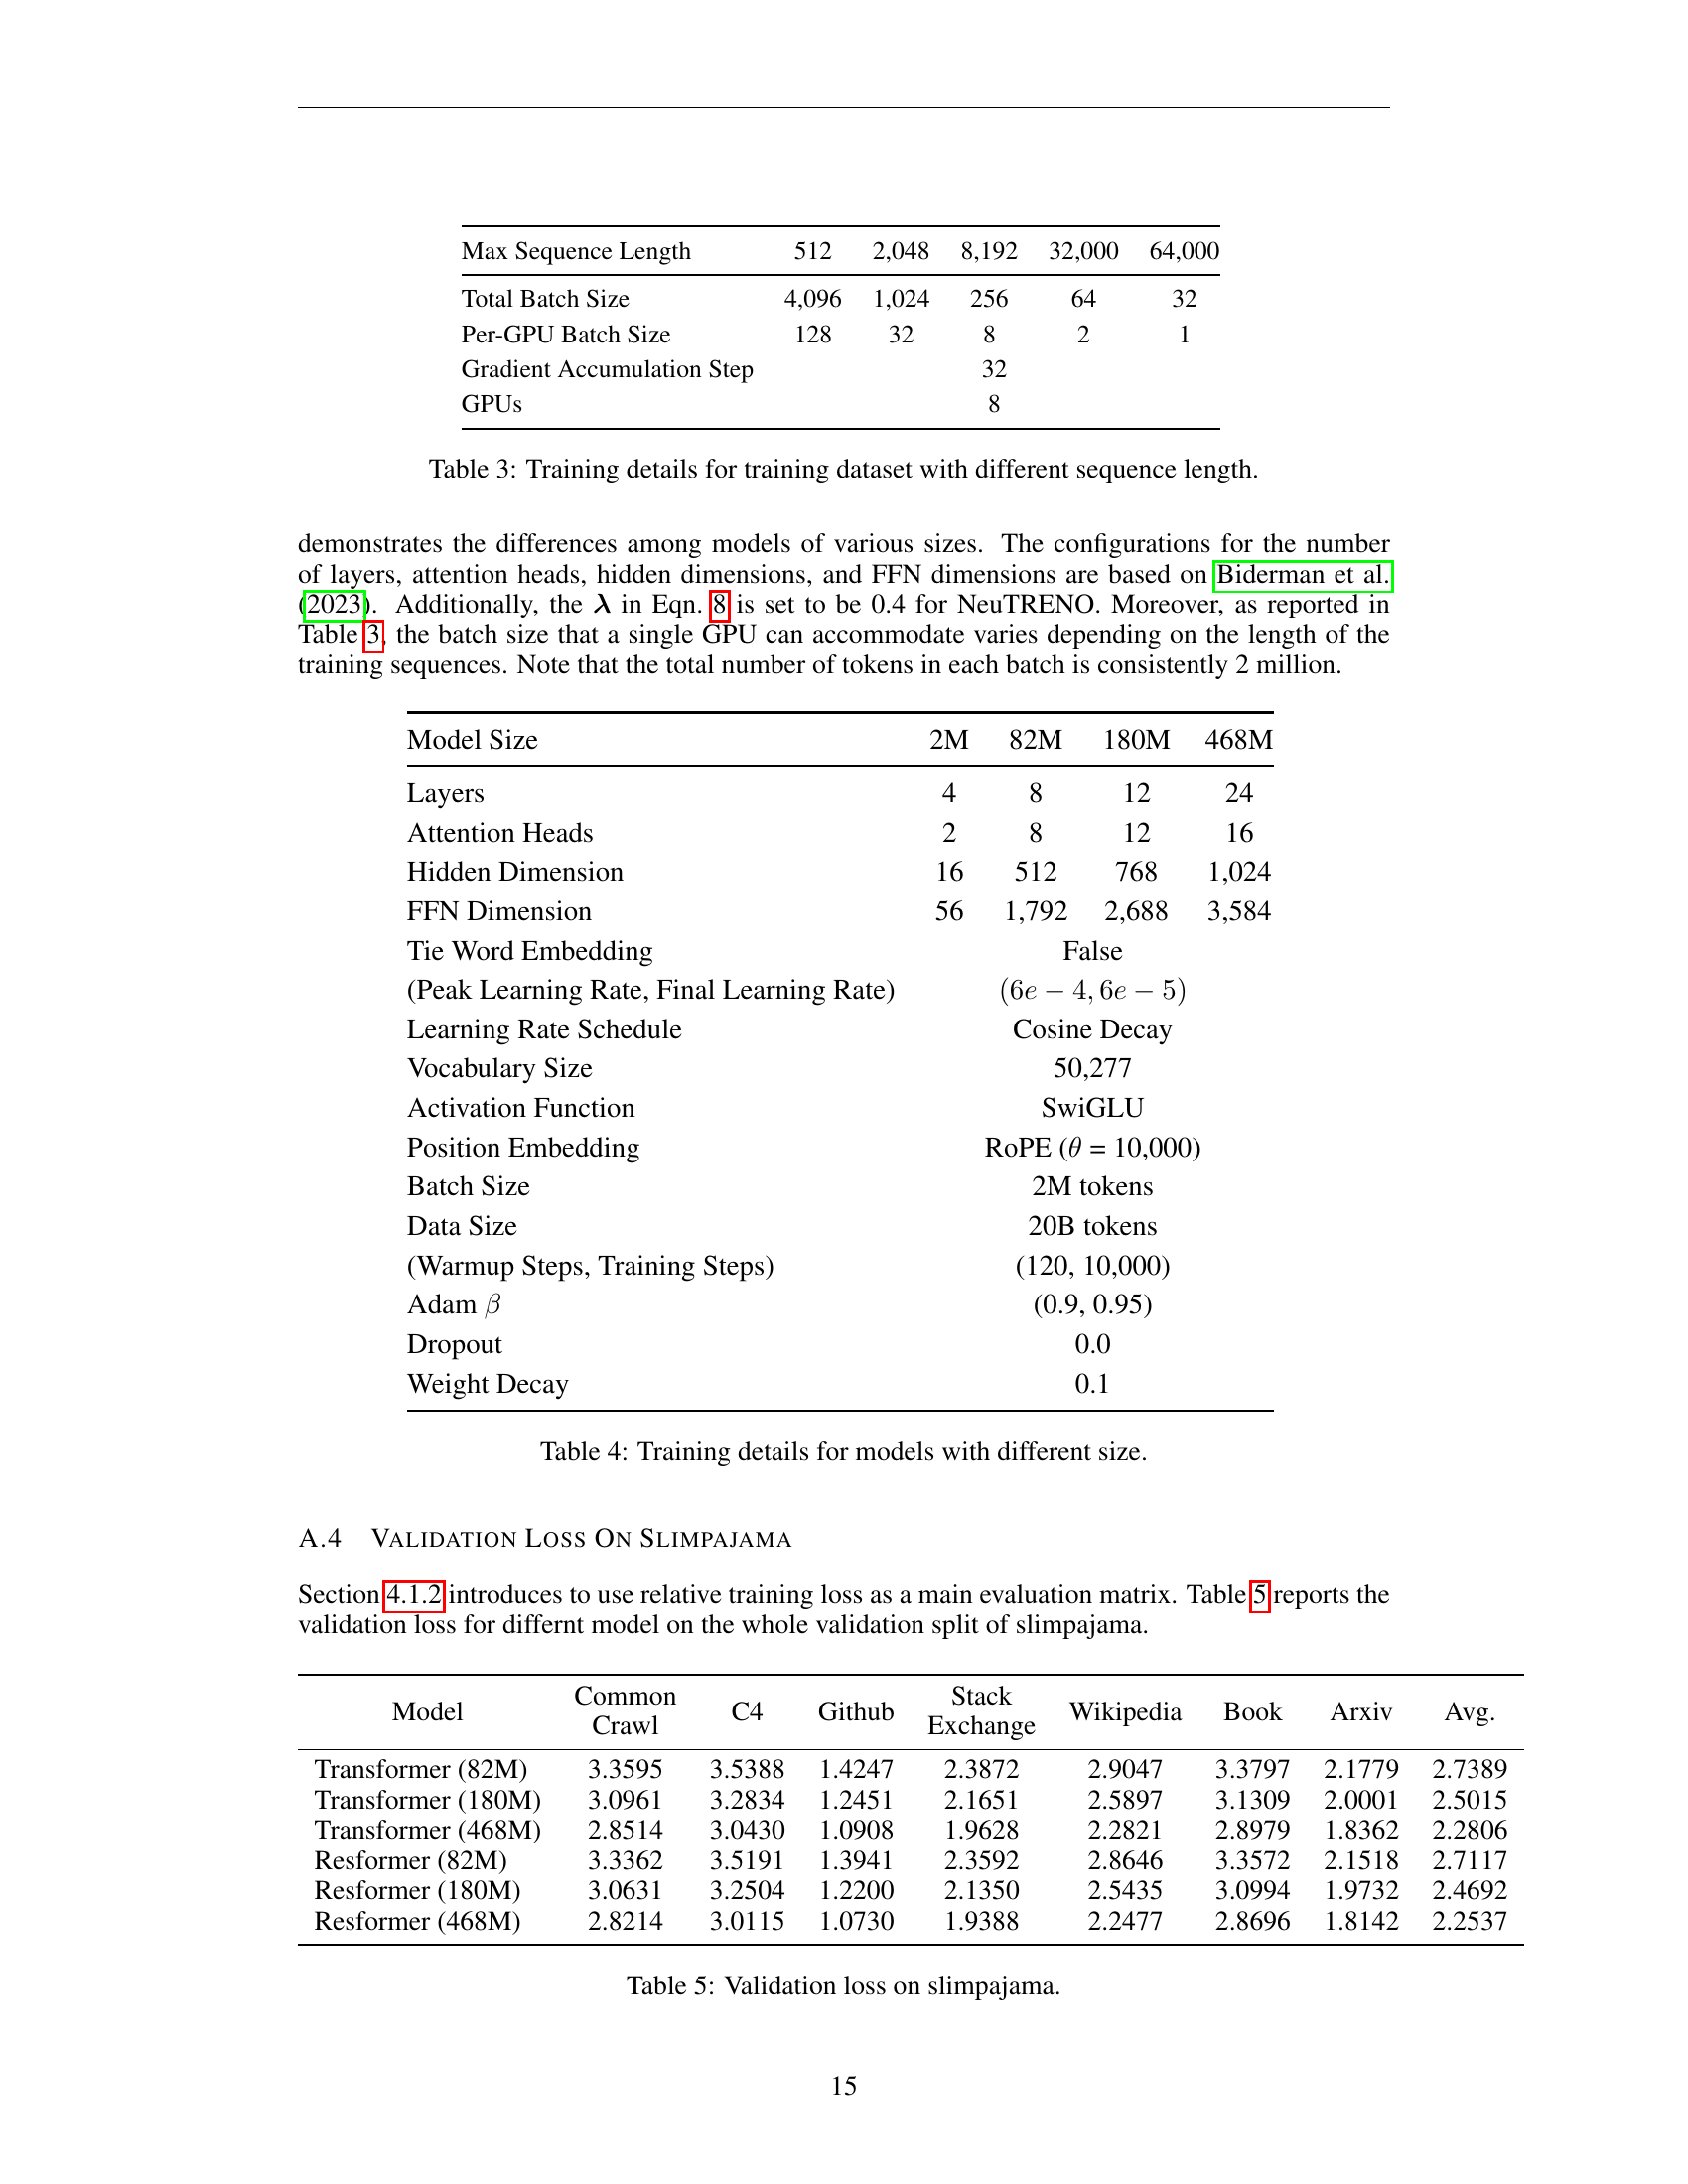 Max Sequence Length 512 2,048 8,192 32,000 64,000
Total Batch Size 4,096 1,024 256 64 32
Per-GPU Batch Size 128 32 8 2 1
Gradient Accumulation Step 32
GPUs 8
Table 3: Training details for training dataset with different sequence length.
demonstrates the differences among models of various sizes. The configurations for the number
of layers, attention heads, hidden dimensions, and FFN dimensions are based on Biderman et al.
(2023). Additionally, the λ in Eqn. 8 is set to be 0.4 for NeuTRENO. Moreover, as reported in
Table 3, the batch size that a single GPU can accommodate varies depending on the length of the
training sequences. Note that the total number of tokens in each batch is consistently 2 million.
Model Size 2M 82M 180M 468M
Layers 4 8 12 24
Attention Heads 2 8 12 16
Hidden Dimension 16 512 768 1,024
FFN Dimension 56 1,792 2,688 3,584
Tie Word Embedding False
(Peak Learning Rate, Final Learning Rate) (6e − 4, 6e − 5)
Learning Rate Schedule Cosine Decay
Vocabulary Size 50,277
Activation Function SwiGLU
Position Embedding RoPE (θ = 10,000)
Batch Size 2M tokens
Data Size 20B tokens
(Warmup Steps, Training Steps) (120, 10,000)
Adam β (0.9, 0.95)
Dropout 0.0
Weight Decay 0.1
Table 4: Training details for models with different size.
A.4 VALIDATION LOSS ON SLIMPAJAMA
Section 4.1.2 introduces to use relative training loss as a main evaluation matrix. Table 5 reports the
validation loss for differnt model on the whole validation split of slimpajama.
Model Common Crawl C4 Github Stack Exchange Wikipedia Book Arxiv Avg.
Transformer (82M) 3.3595 3.5388 1.4247 2.3872 2.9047 3.3797 2.1779 2.7389
Transformer (180M) 3.0961 3.2834 1.2451 2.1651 2.5897 3.1309 2.0001 2.5015
Transformer (468M) 2.8514 3.0430 1.0908 1.9628 2.2821 2.8979 1.8362 2.2806
Resformer (82M) 3.3362 3.5191 1.3941 2.3592 2.8646 3.3572 2.1518 2.7117
Resformer (180M) 3.0631 3.2504 1.2200 2.1350 2.5435 3.0994 1.9732 2.4692
Resformer (468M) 2.8214 3.0115 1.0730 1.9388 2.2477 2.8696 1.8142 2.2537
Table 5: Validation loss on slimpajama.
15